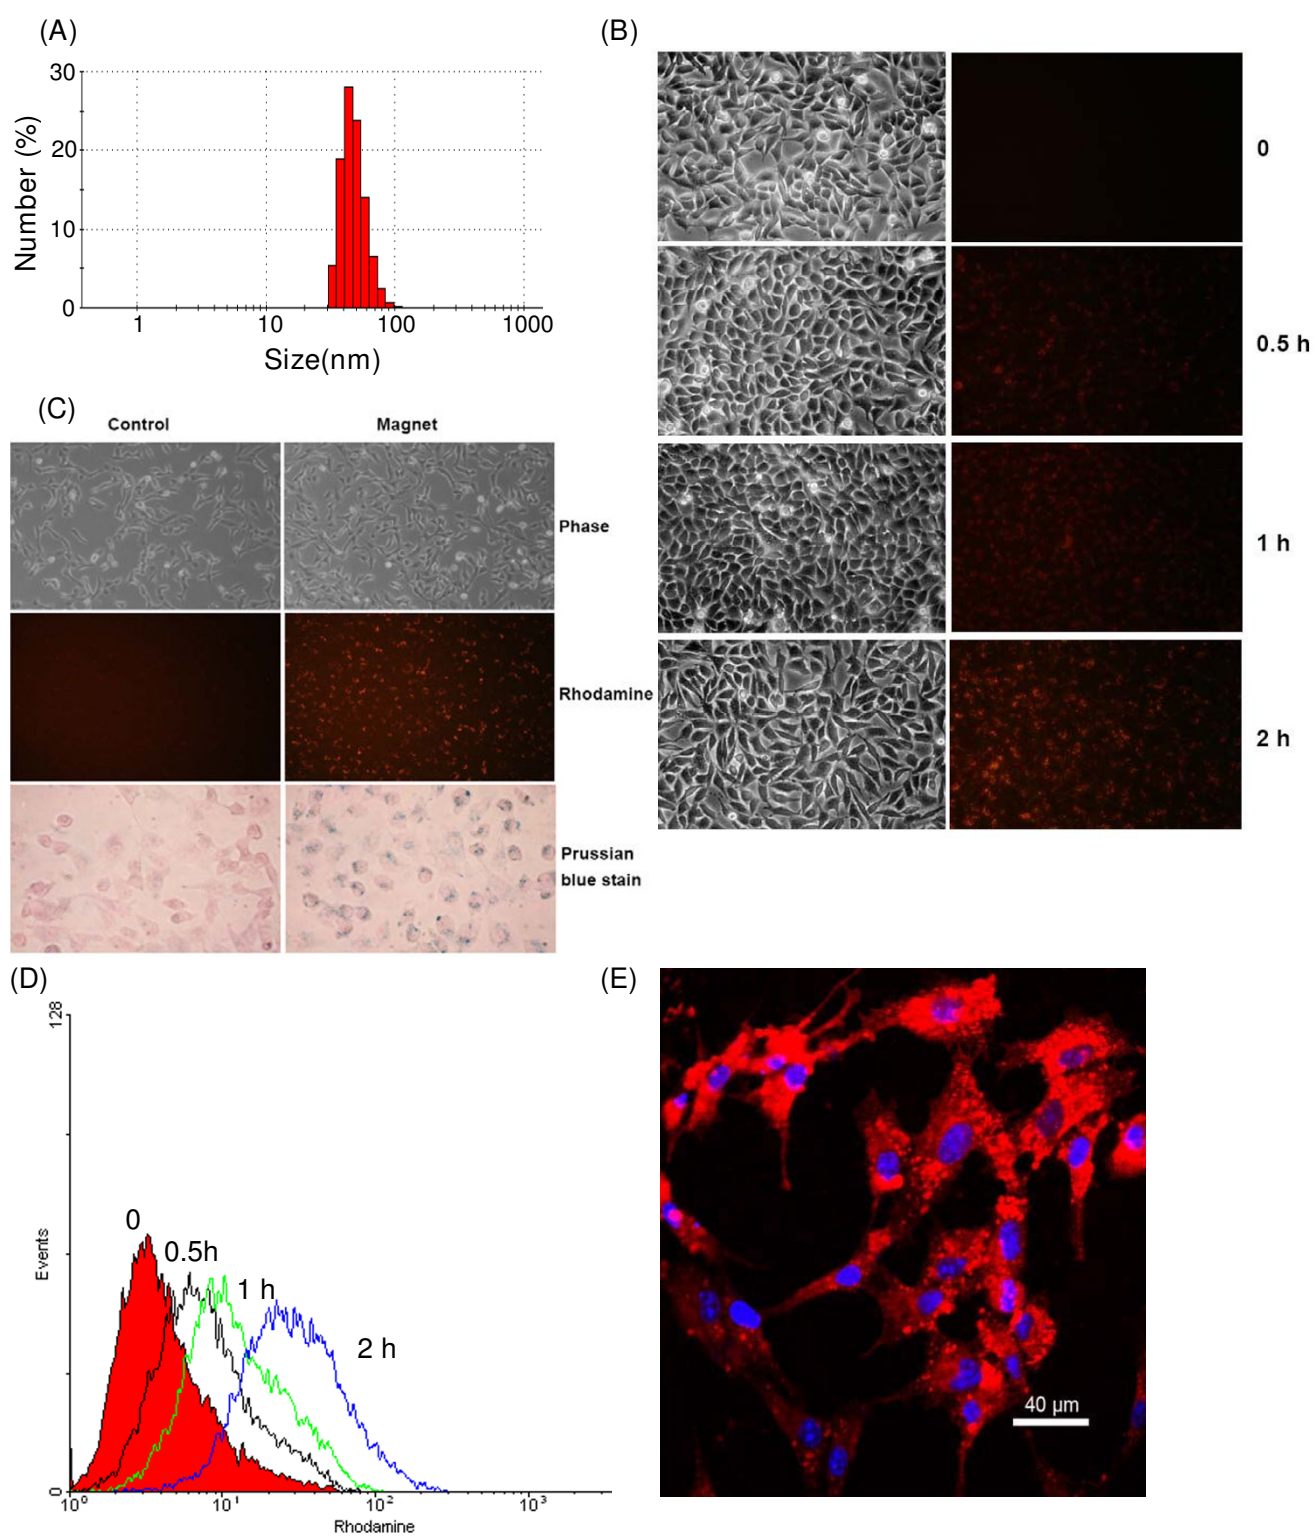 (A)
30
20
10
0
Number (%)
1
10
100
1000
Size(nm)
(B)
0
0.5 h
1 h
2 h
(C)
Control
Magnet
Phase
Rhodamine
Prussian
blue stain
(D)
128
0
Events
0
0.5h
1 h
2 h
10⁰
10¹
10²
10³
Rhodamine
(E)
40 µm